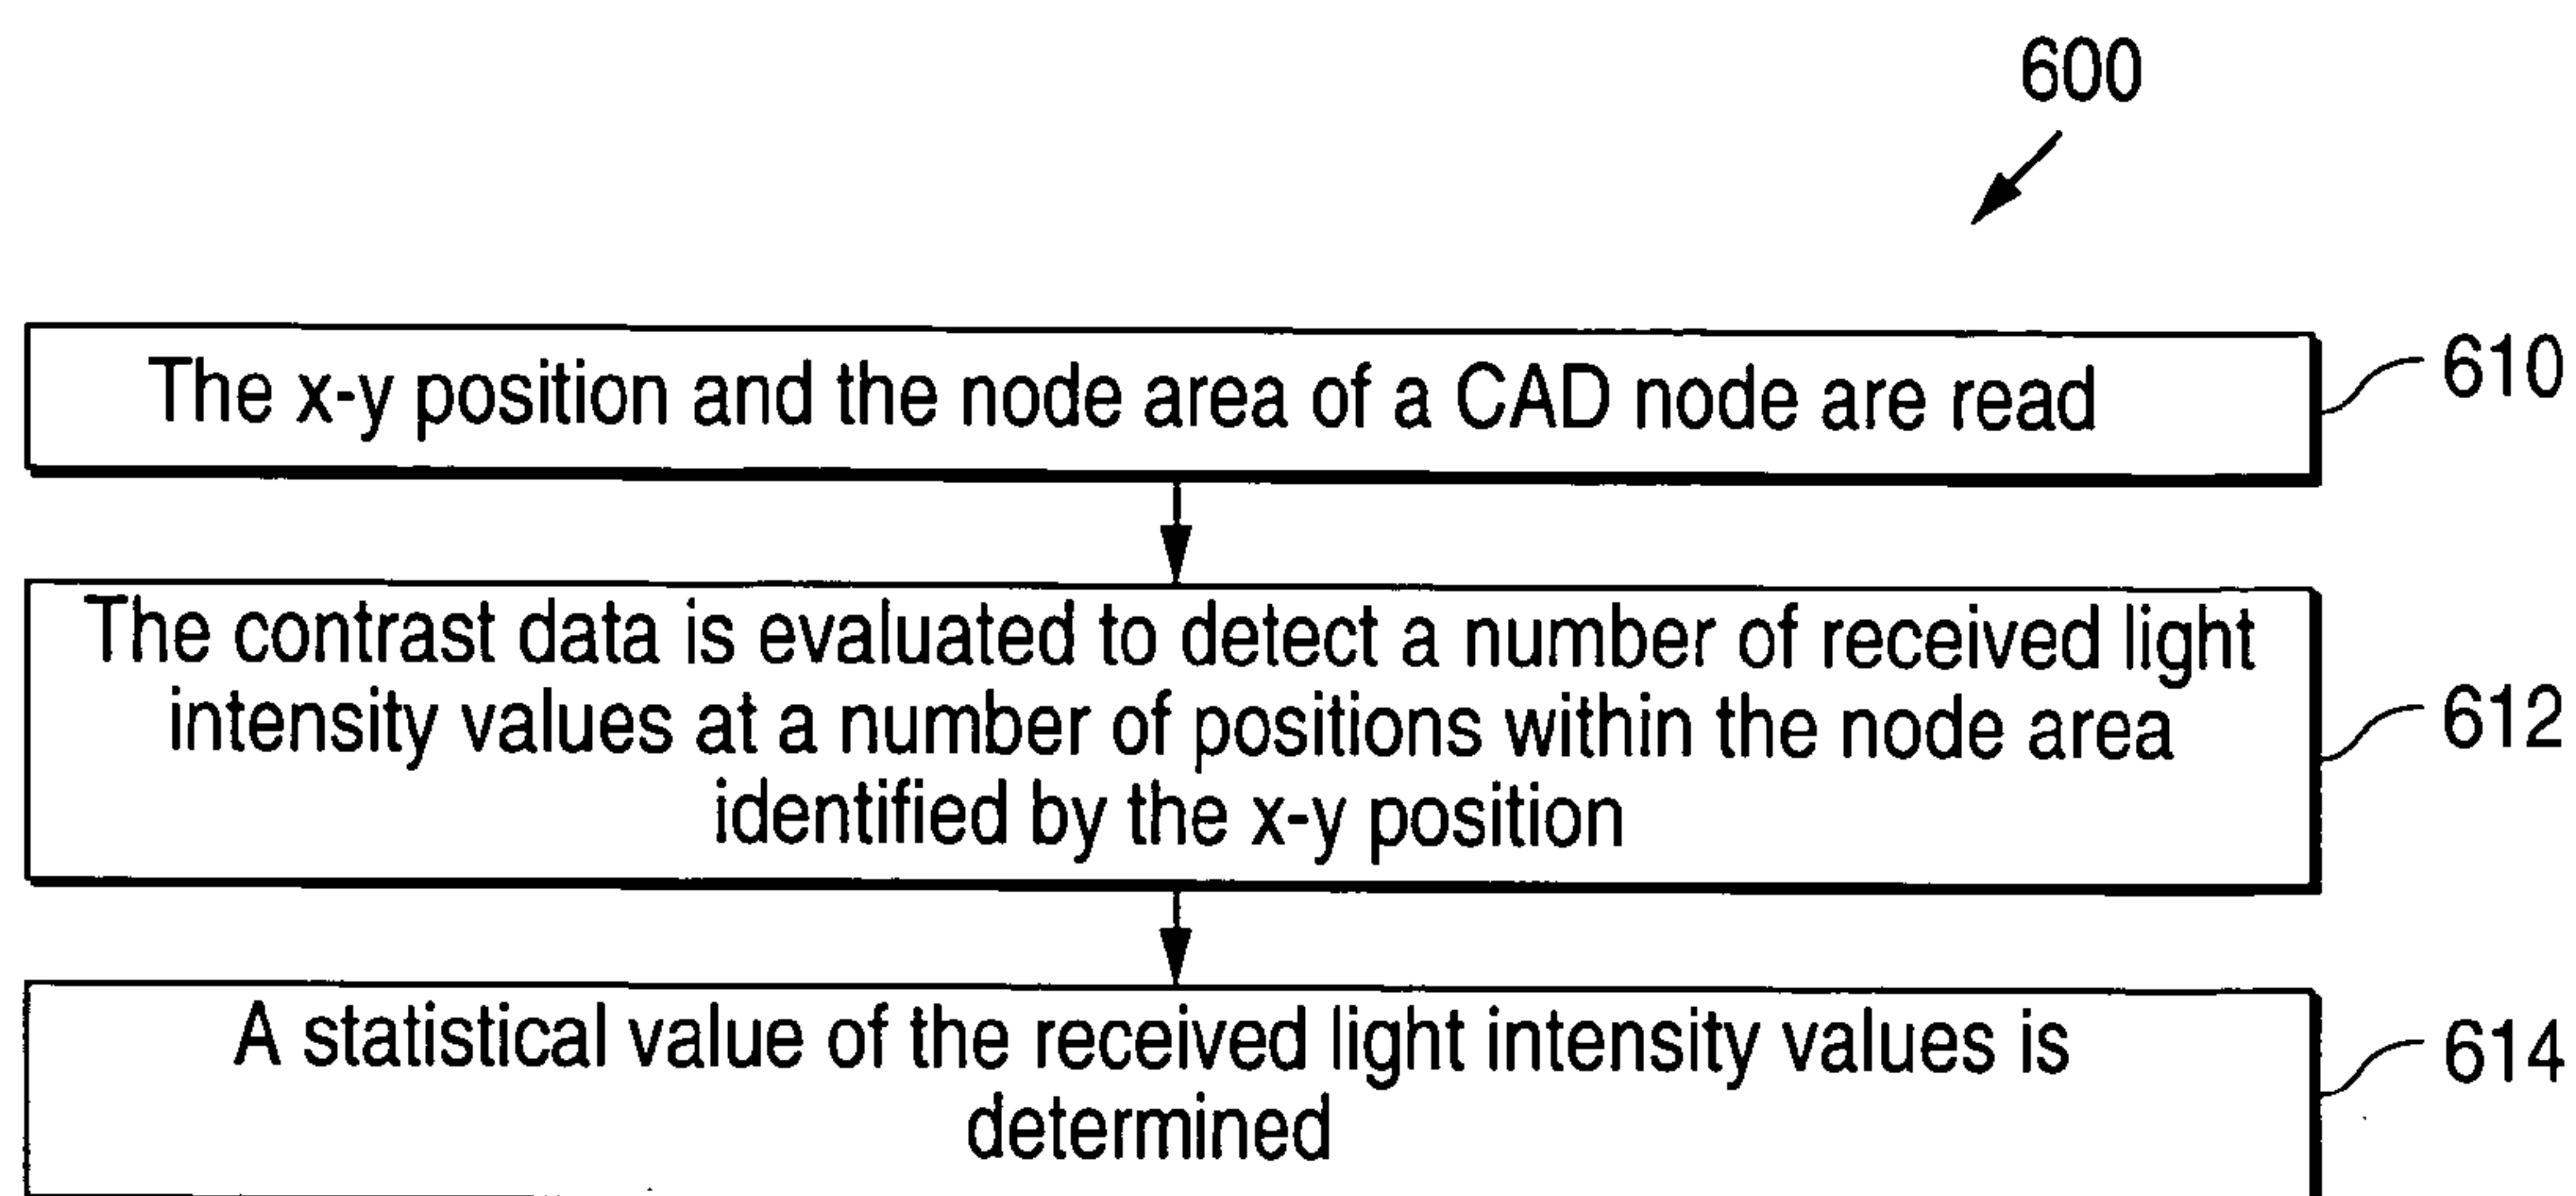 600
The x-y position and the node area of a CAD node are read
610
The contrast data is evaluated to detect a number of received light
intensity values at a number of positions within the node area
identified by the x-y position
612
A statistical value of the received light intensity values is
determined
614